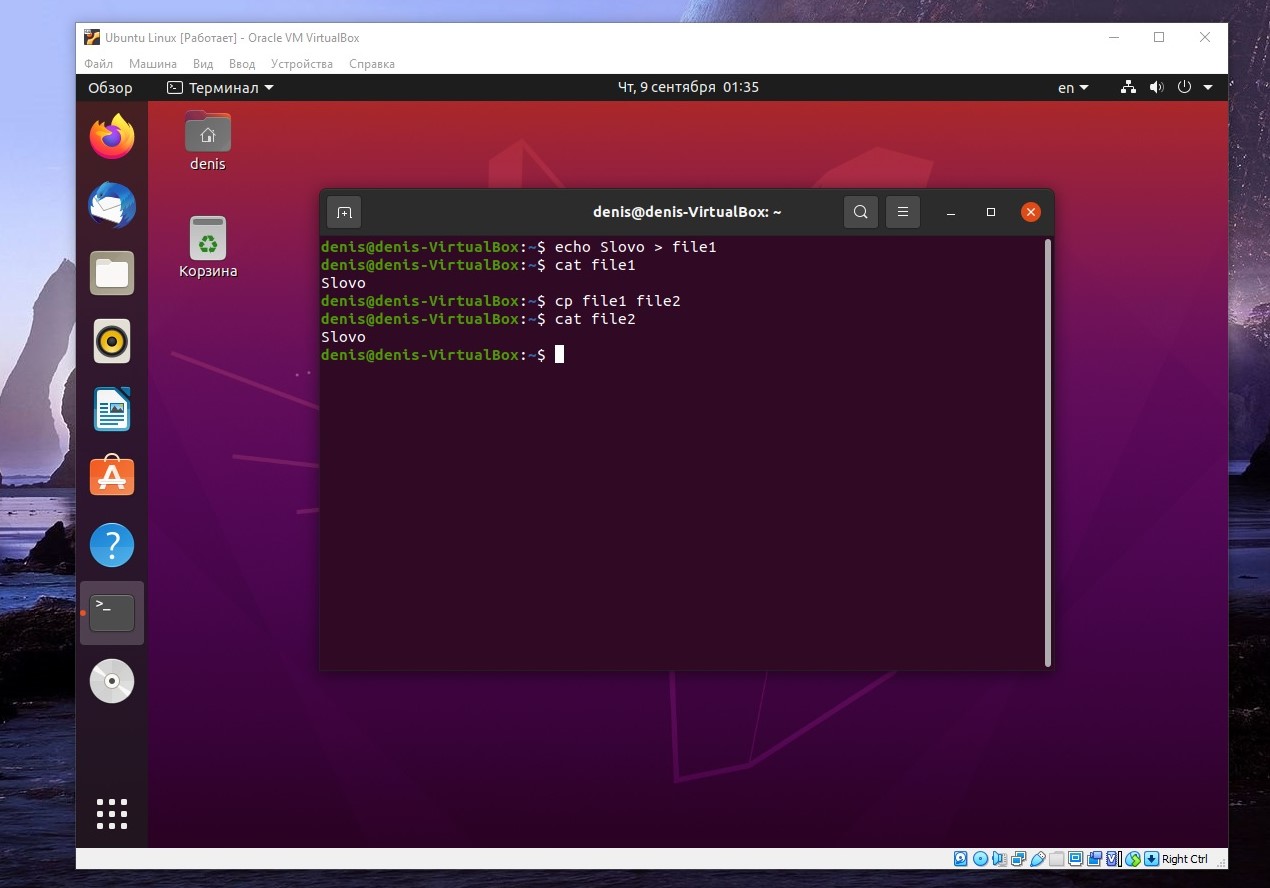 Ubuntu Linux [Работает] - Oracle VM VirtualBox
Файл Машина Вид Ввод Устройства Справка
Обзор Терминал Чт, 9 сентября 01:35 en
denis
Корзина
denis@denis-VirtualBox: ~
denis@denis-VirtualBox:~$ echo Slovo > file1
denis@denis-VirtualBox:~$ cat file1
Slovo
denis@denis-VirtualBox:~$ cp file1 file2
denis@denis-VirtualBox:~$ cat file2
Slovo
denis@denis-VirtualBox:~$
Right Ctrl